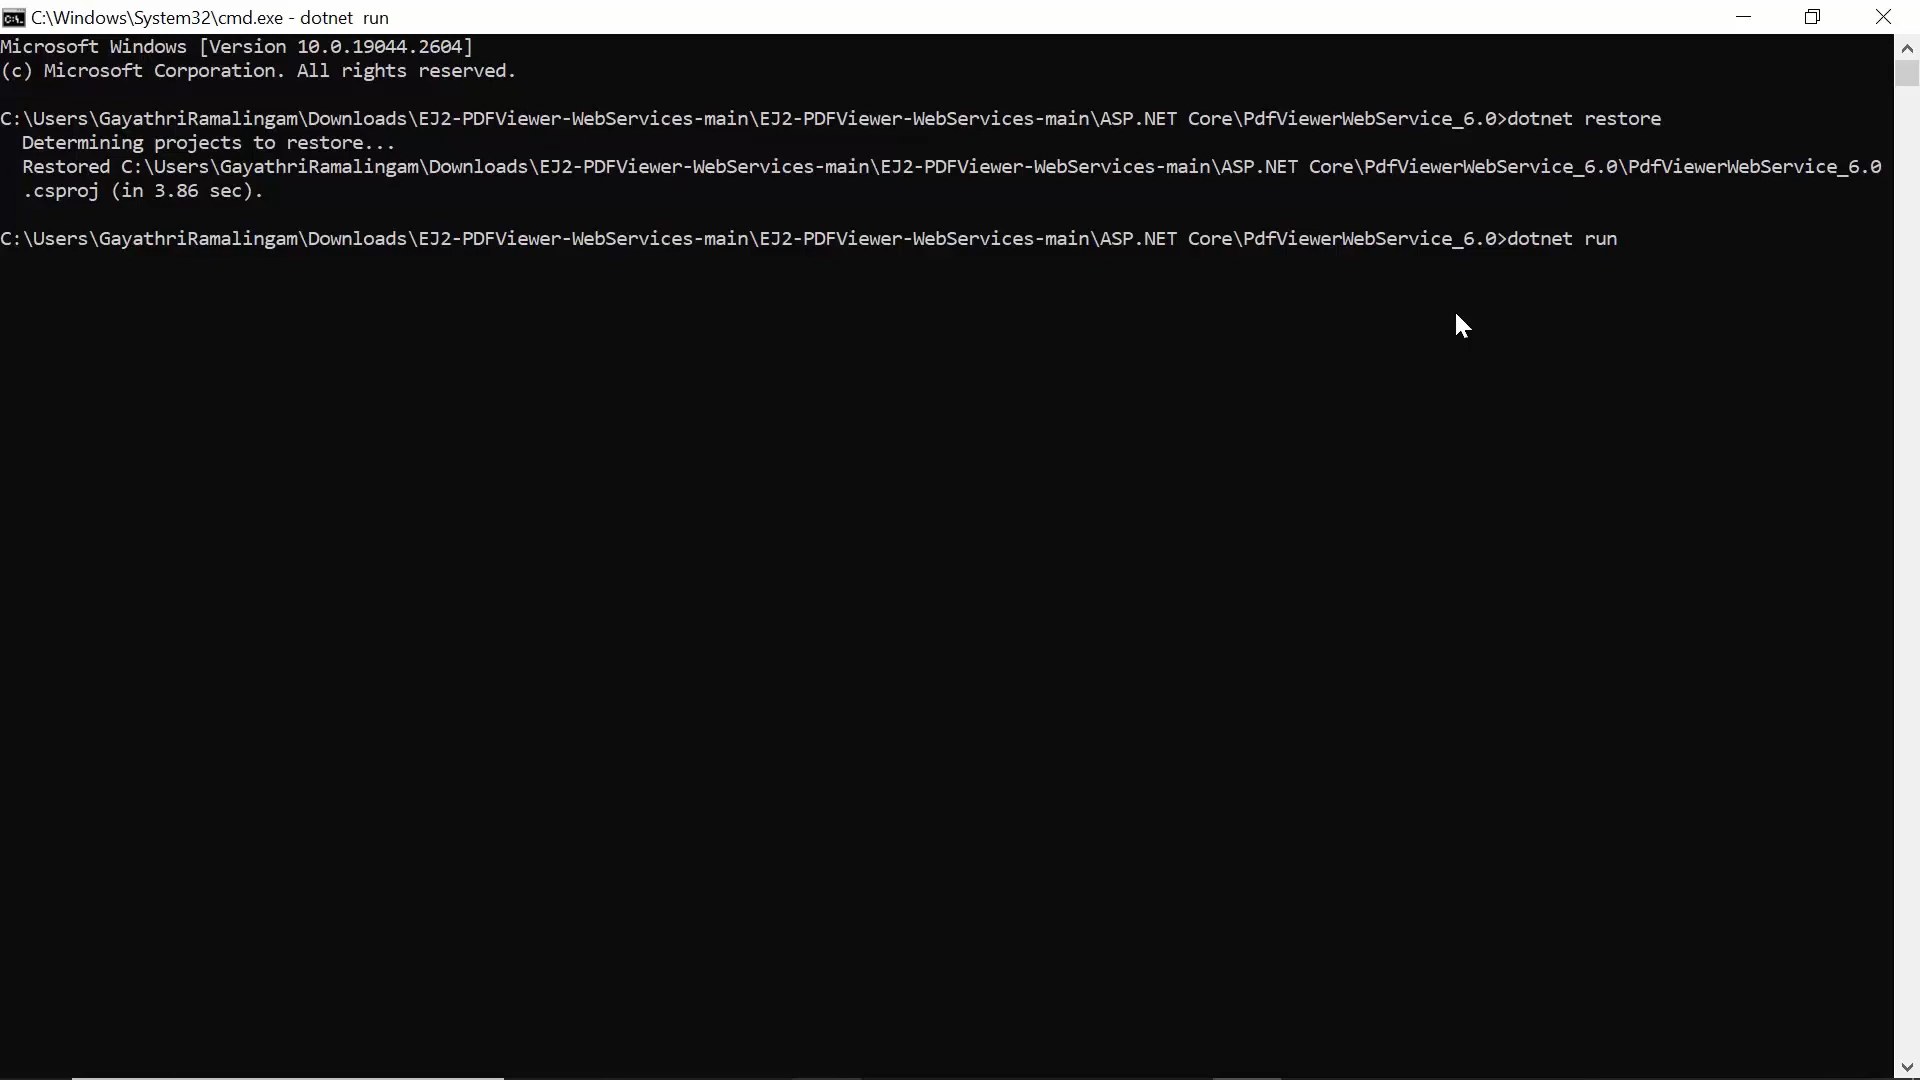 C:\Windows\System32\cmd.exe - dotnet  run
Microsoft Windows [Version 10.0.19044.2604]
(c) Microsoft Corporation. All rights reserved.
C:\Users\GayathriRamalingam\Downloads\EJ2-PDFViewer-WebServices-main\EJ2-PDFViewer-WebServices-main\ASP.NET Core\PdfViewerWebService_6.0>dotnet restore
Determining projects to restore...
Restored C:\Users\GayathriRamalingam\Downloads\EJ2-PDFViewer-WebServices-main\EJ2-PDFViewer-WebServices-main\ASP.NET Core\PdfViewerWebService_6.0\PdfViewerWebService_6.0
.csproj (in 3.86 sec).
C:\Users\GayathriRamalingam\Downloads\EJ2-PDFViewer-WebServices-main\EJ2-PDFViewer-WebServices-main\ASP.NET Core\PdfViewerWebService_6.0>dotnet run